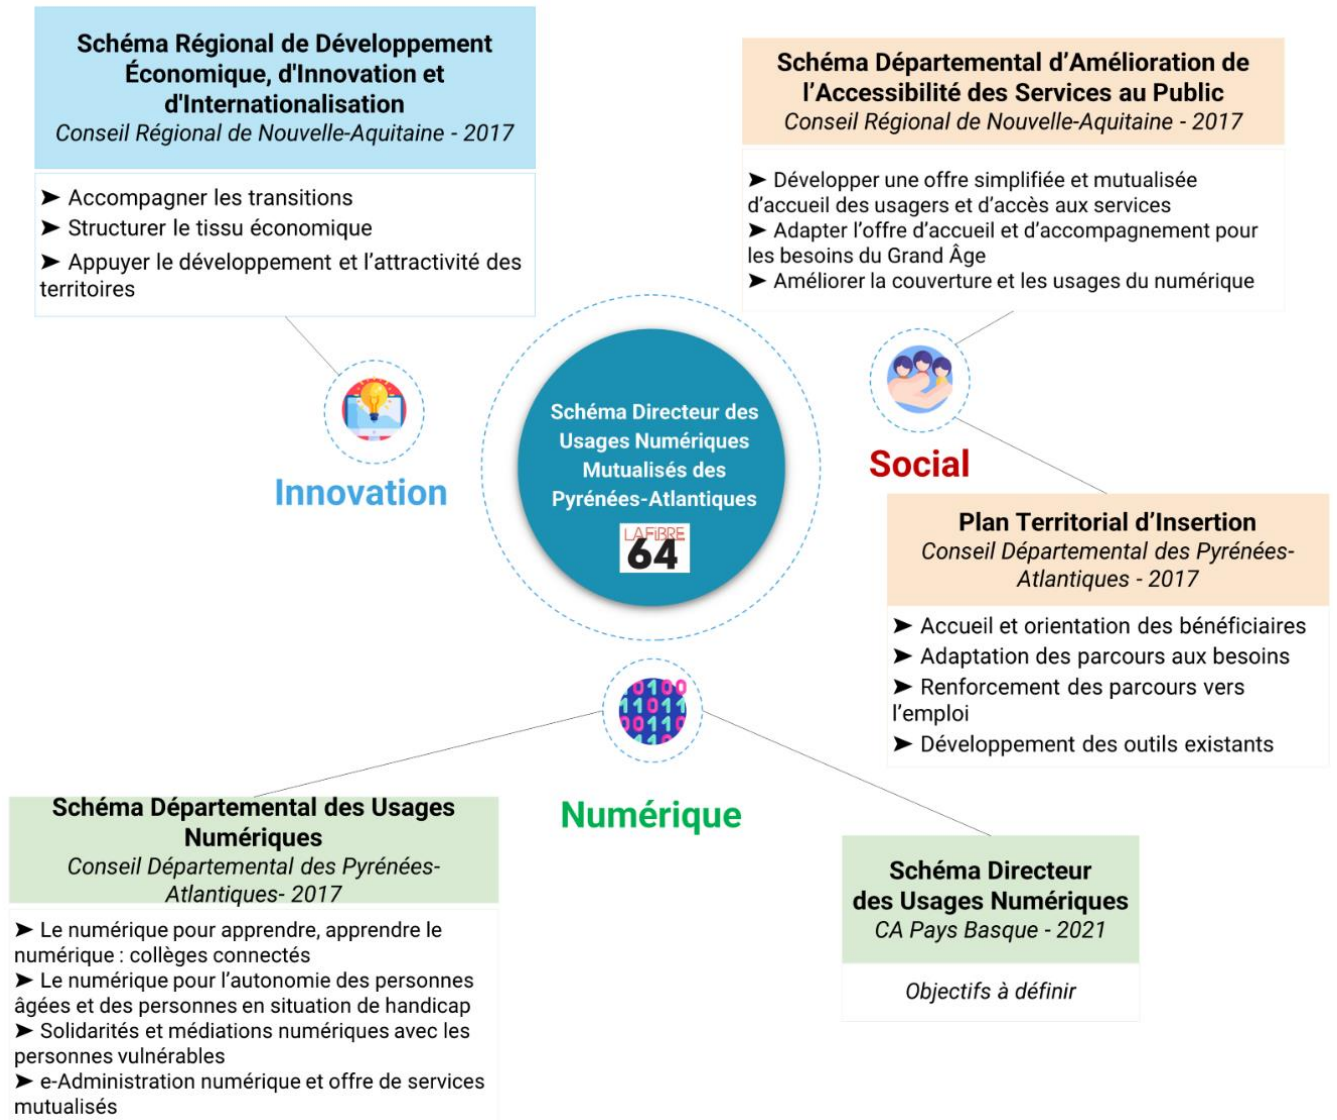 Schéma Régional de Développement
Économique, d'Innovation et
d'Internationalisation
Conseil Régional de Nouvelle-Aquitaine - 2017
➤ Accompagner les transitions
➤ Structurer le tissu économique
➤ Appuyer le développement et l’attractivité des
territoires
Schéma Départemental d’Amélioration de
l’Accessibilité des Services au Public
Conseil Régional de Nouvelle-Aquitaine - 2017
➤ Développer une offre simplifiée et mutualisée
d’accueil des usagers et d’accès aux services
➤ Adapter l’offre d’accueil et d’accompagnement pour
les besoins du Grand Âge
➤ Améliorer la couverture et les usages du numérique
Innovation
Schéma Directeur des
Usages Numériques
Mutualisés des
Pyrénées-Atlantiques
LAFIBRE
64
Social
Plan Territorial d’Insertion
Conseil Départemental des Pyrénées-
Atlantiques - 2017
➤ Accueil et orientation des bénéficiaires
➤ Adaptation des parcours aux besoins
➤ Renforcement des parcours vers
l’emploi
➤ Développement des outils existants
0100
11011
00110
110
Numérique
Schéma Départemental des Usages
Numériques
Conseil Départemental des Pyrénées-
Atlantiques- 2017
➤ Le numérique pour apprendre, apprendre le
numérique : collèges connectés
➤ Le numérique pour l’autonomie des personnes
âgées et des personnes en situation de handicap
➤ Solidarités et médiations numériques avec les
personnes vulnérables
➤ e-Administration numérique et offre de services
mutualisés
Schéma Directeur
des Usages Numériques
CA Pays Basque - 2021
Objectifs à définir